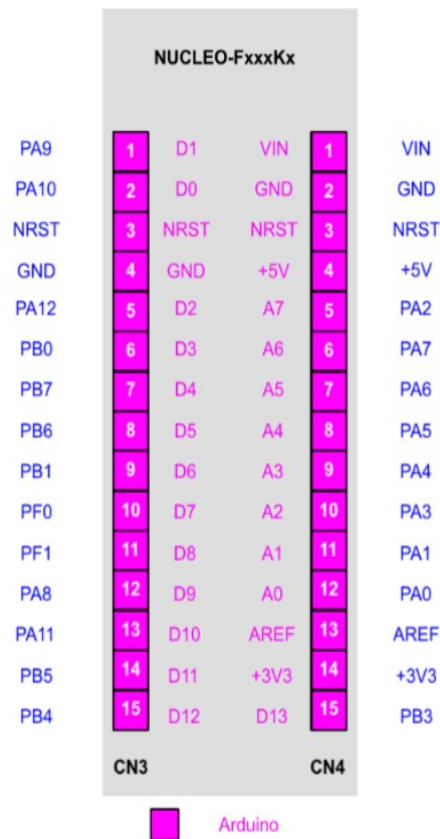 NUCLEO-FxxxKx
PA9 1 D1 VIN 1 VIN
PA10 2 D0 GND 2 GND
NRST 3 NRST NRST 3 NRST
GND 4 GND +5V 4 +5V
PA12 5 D2 A7 5 PA2
PB0 6 D3 A6 6 PA7
PB7 7 D4 A5 7 PA6
PB6 8 D5 A4 8 PA5
PB1 9 D6 A3 9 PA4
PF0 10 D7 A2 10 PA3
PF1 11 D8 A1 11 PA1
PA8 12 D9 A0 12 PA0
PA11 13 D10 AREF 13 AREF
PB5 14 D11 +3V3 14 +3V3
PB4 15 D12 D13 15 PB3
CN3 CN4
Arduino